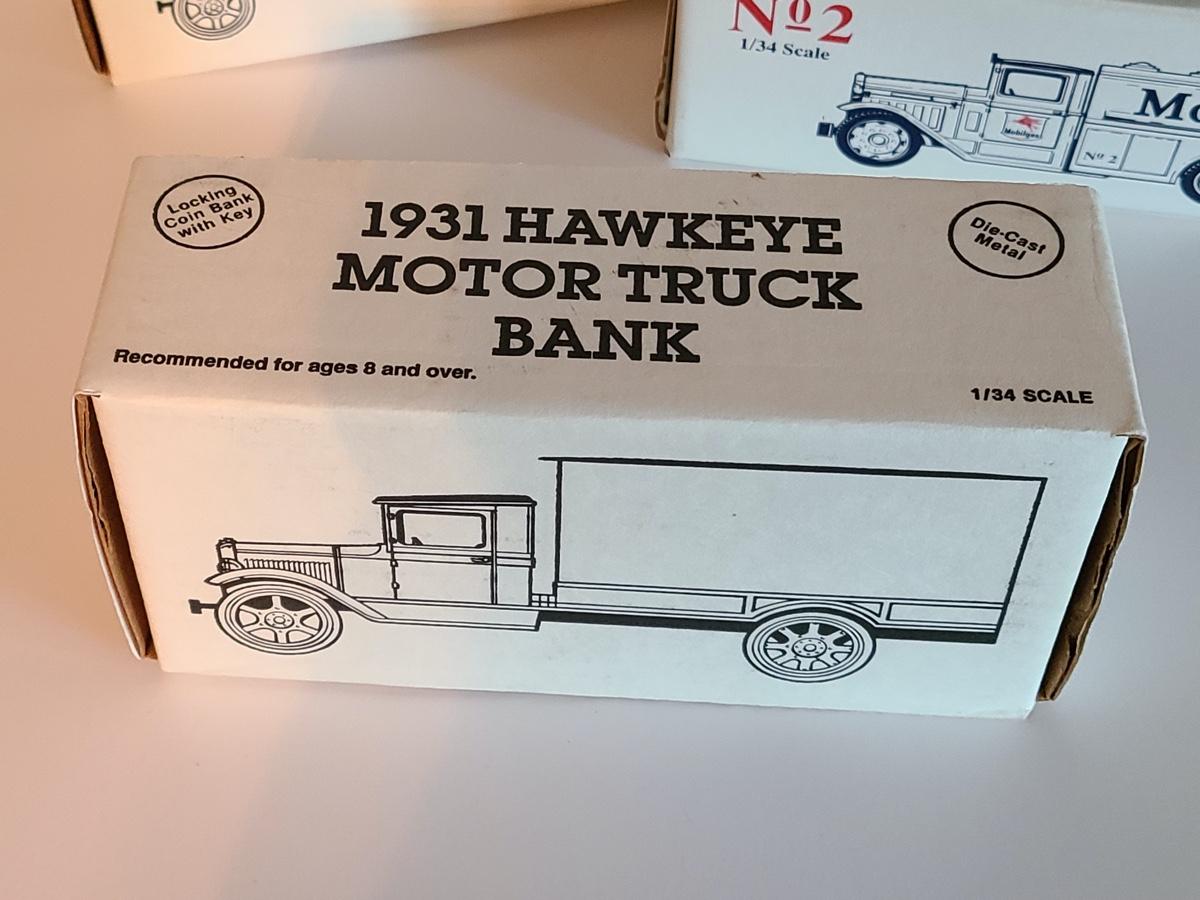 Nº2
1/34 Scale
Mobilgas
Nº 2
Locking
Coin Bank
with Key
1931 HAWKEYE
MOTOR TRUCK
BANK
Die-Cast
Metal
Recommended for ages 8 and over.
1/34 SCALE